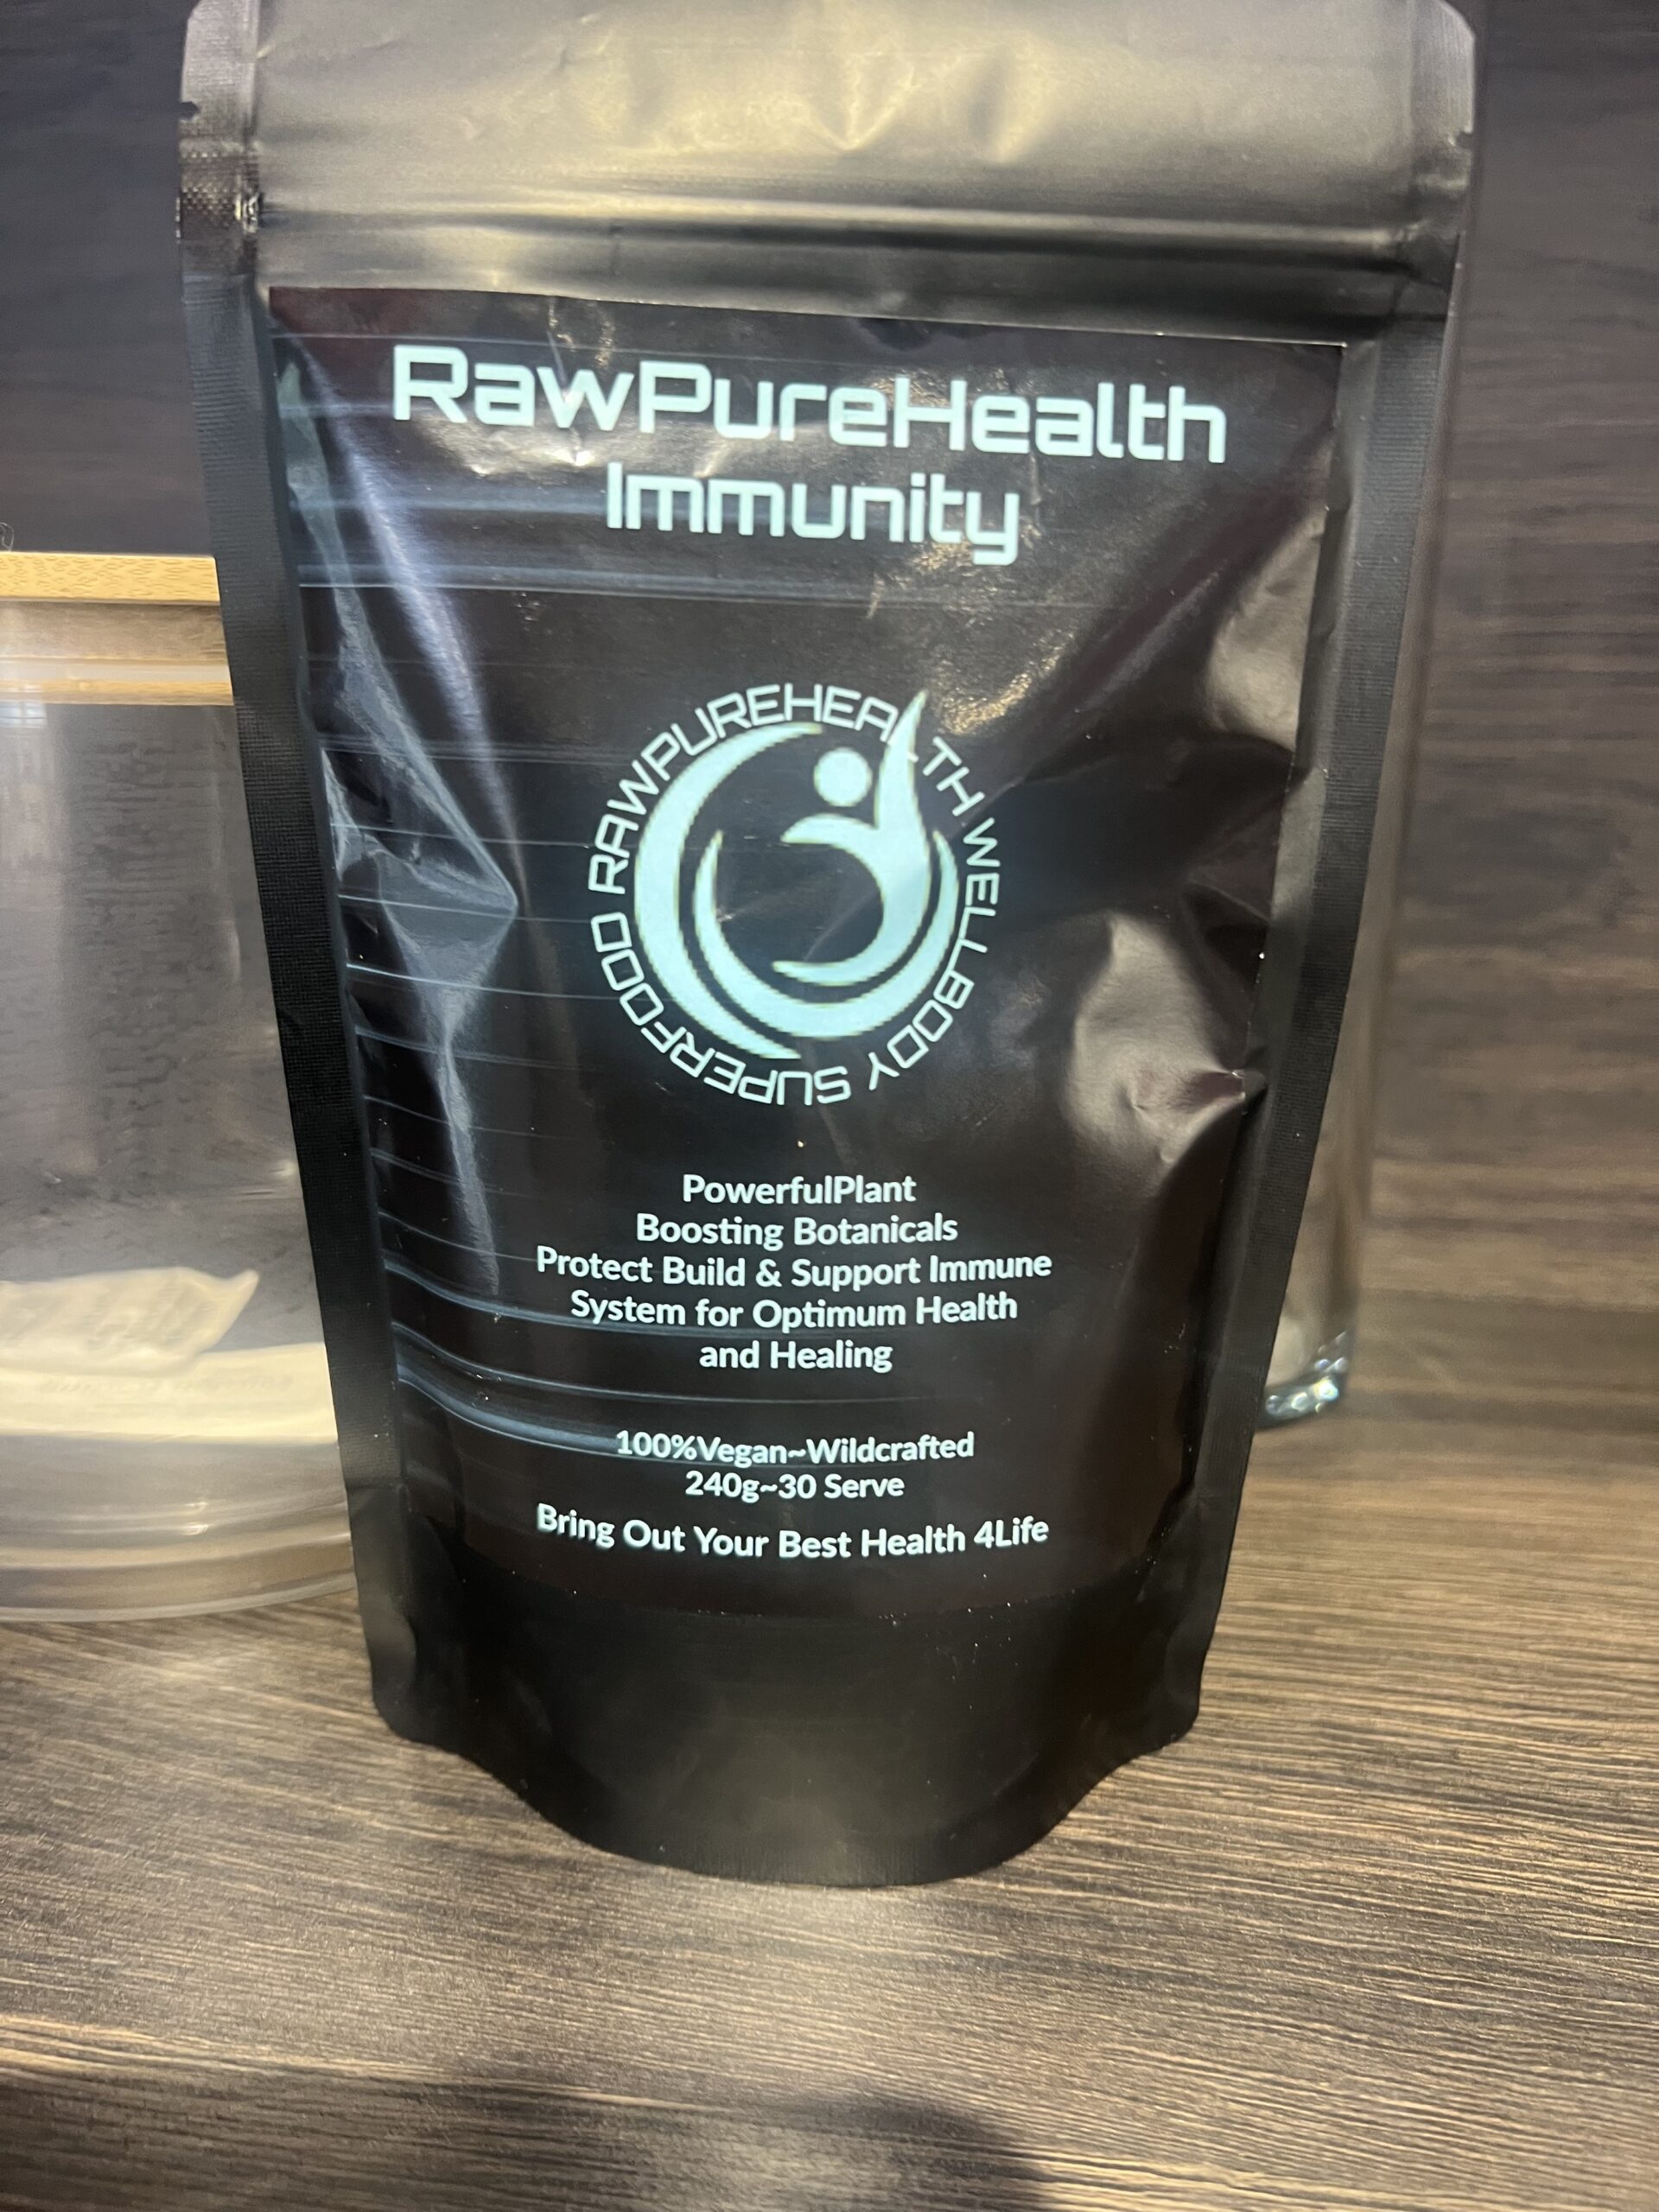 RawPureHealth
Immunity
RAWPUREHEALTH WELLBODY SUPERFOOD
PowerfulPlant
Boosting Botanicals
Protect Build & Support Immune
System for Optimum Health
and Healing
100%Vegan~Wildcrafted
240g~30 Serve
Bring Out Your Best Health 4Life